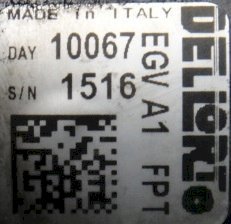 MADE in ITALY
DAY 10067
S/N 1516
EGV A1 FPT
DELLORTO